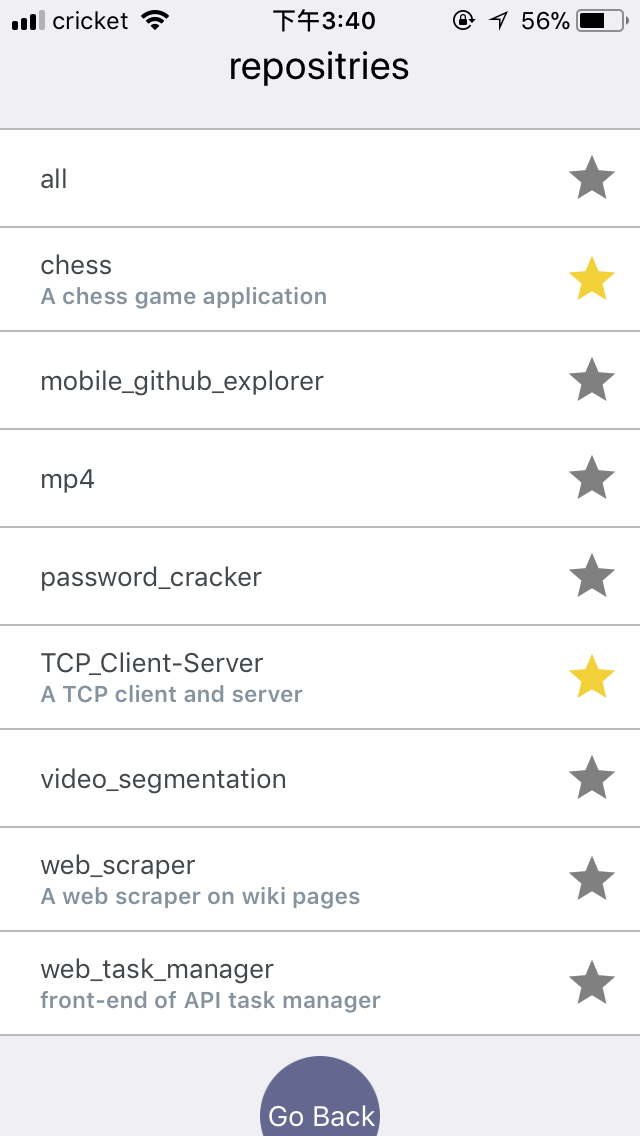 cricket 下午3:40 56%
repositries
all
chess
A chess game application
mobile_github_explorer
mp4
password_cracker
TCP_Client-Server
A TCP client and server
video_segmentation
web_scraper
A web scraper on wiki pages
web_task_manager
front-end of API task manager
Go Back